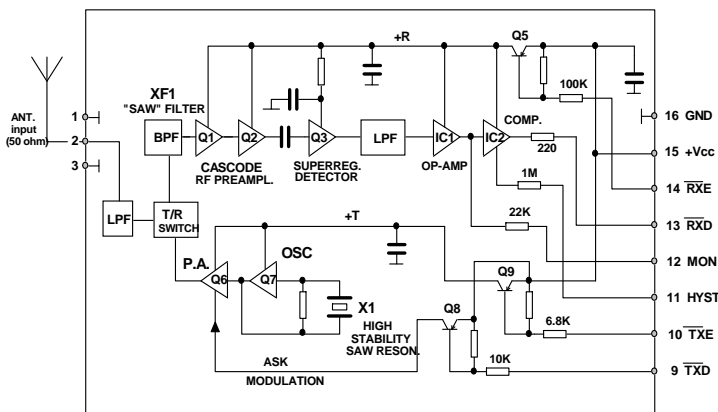 +R
Q5
XF1
"SAW" FILTER
100K
ANT.
input
(50 ohm)
1
2
3
BPF
Q1
Q2
Q3
LPF
IC1
IC2
COMP.
220
16 GND
15 +Vcc
CASCODE
RF PREAMPL.
SUPERREG.
DETECTOR
OP-AMP
1M
14 RXE
LPF
T/R
SWITCH
+T
22K
13 RXD
12 MON
P.A.
OSC
Q6
Q7
Q9
Q8
11 HYST
X1
HIGH
STABILITY
SAW RESON.
6.8K
10 TXE
ASK
MODULATION
10K
9 TXD